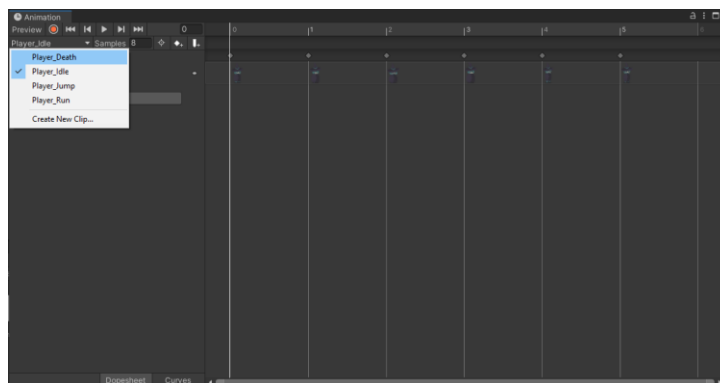 Animation
Preview 0
Player_Idle Samples 8
0 1 2 3 4 5 6
Player_Death
Player_Idle
Player_Jump
Player_Run
Create New Clip...
Dopesheet Curves